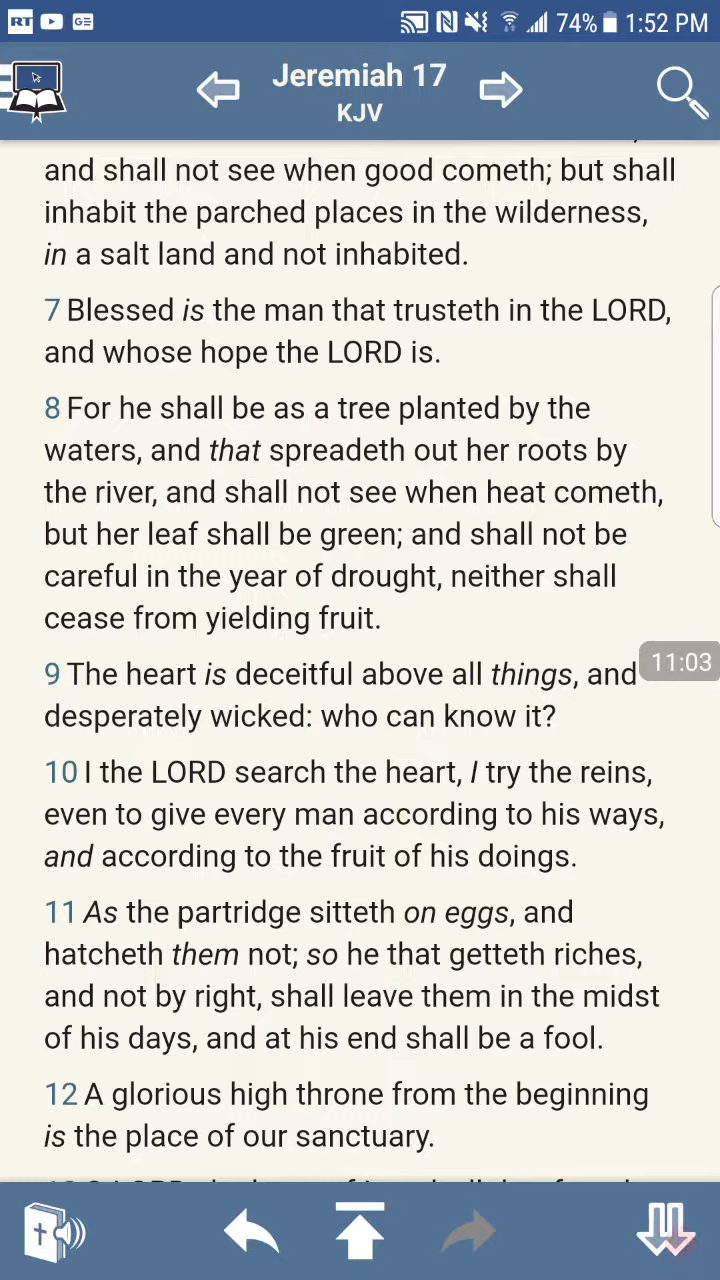 RT GE 74% 1:52 PM
Jeremiah 17
KJV
and shall not see when good cometh; but shall
inhabit the parched places in the wilderness,
in a salt land and not inhabited.
7 Blessed is the man that trusteth in the LORD,
and whose hope the LORD is.
8 For he shall be as a tree planted by the
waters, and that spreadeth out her roots by
the river, and shall not see when heat cometh,
but her leaf shall be green; and shall not be
careful in the year of drought, neither shall
cease from yielding fruit.
9 The heart is deceitful above all things, and
11:03
desperately wicked: who can know it?
10 I the LORD search the heart, I try the reins,
even to give every man according to his ways,
and according to the fruit of his doings.
11 As the partridge sitteth on eggs, and
hatcheth them not; so he that getteth riches,
and not by right, shall leave them in the midst
of his days, and at his end shall be a fool.
12 A glorious high throne from the beginning
is the place of our sanctuary.